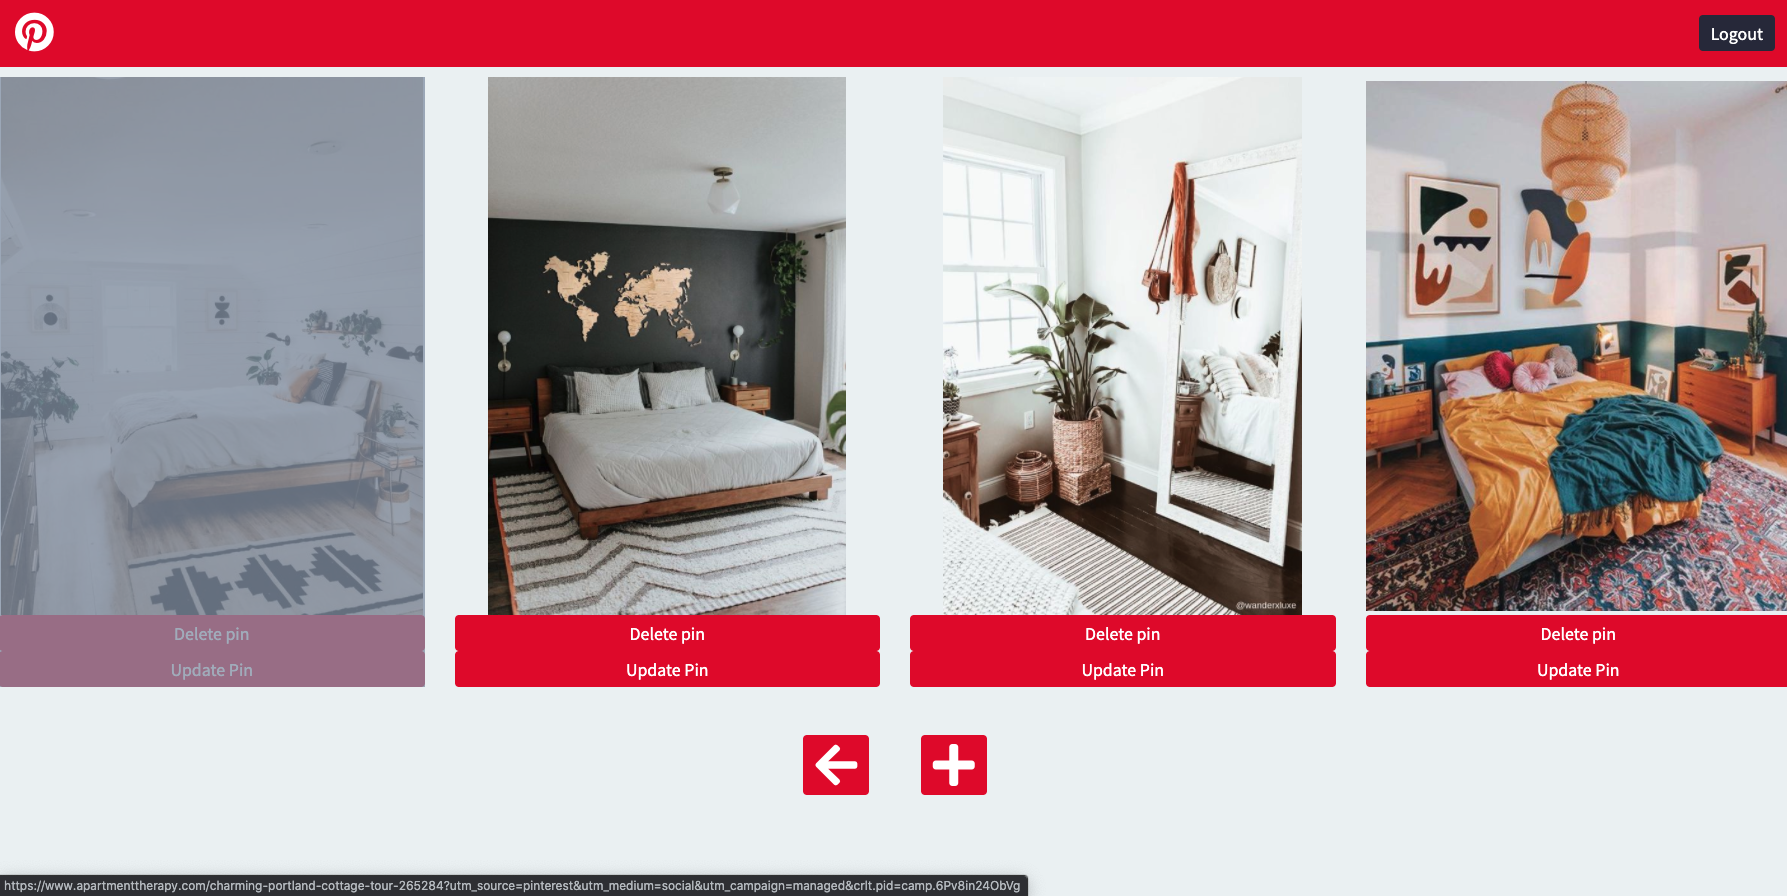 Logout
@wanderxluxe
Delete pin
Delete pin
Delete pin
Delete pin
Update Pin
Update Pin
Update Pin
Update Pin
https://www.apartmenttherapy.com/charming-portland-cottage-tour-265284?utm_source=pinterest&utm_medium=social&utm_campaign=managed&crlt.pid=camp.6Pv8in24ObVg